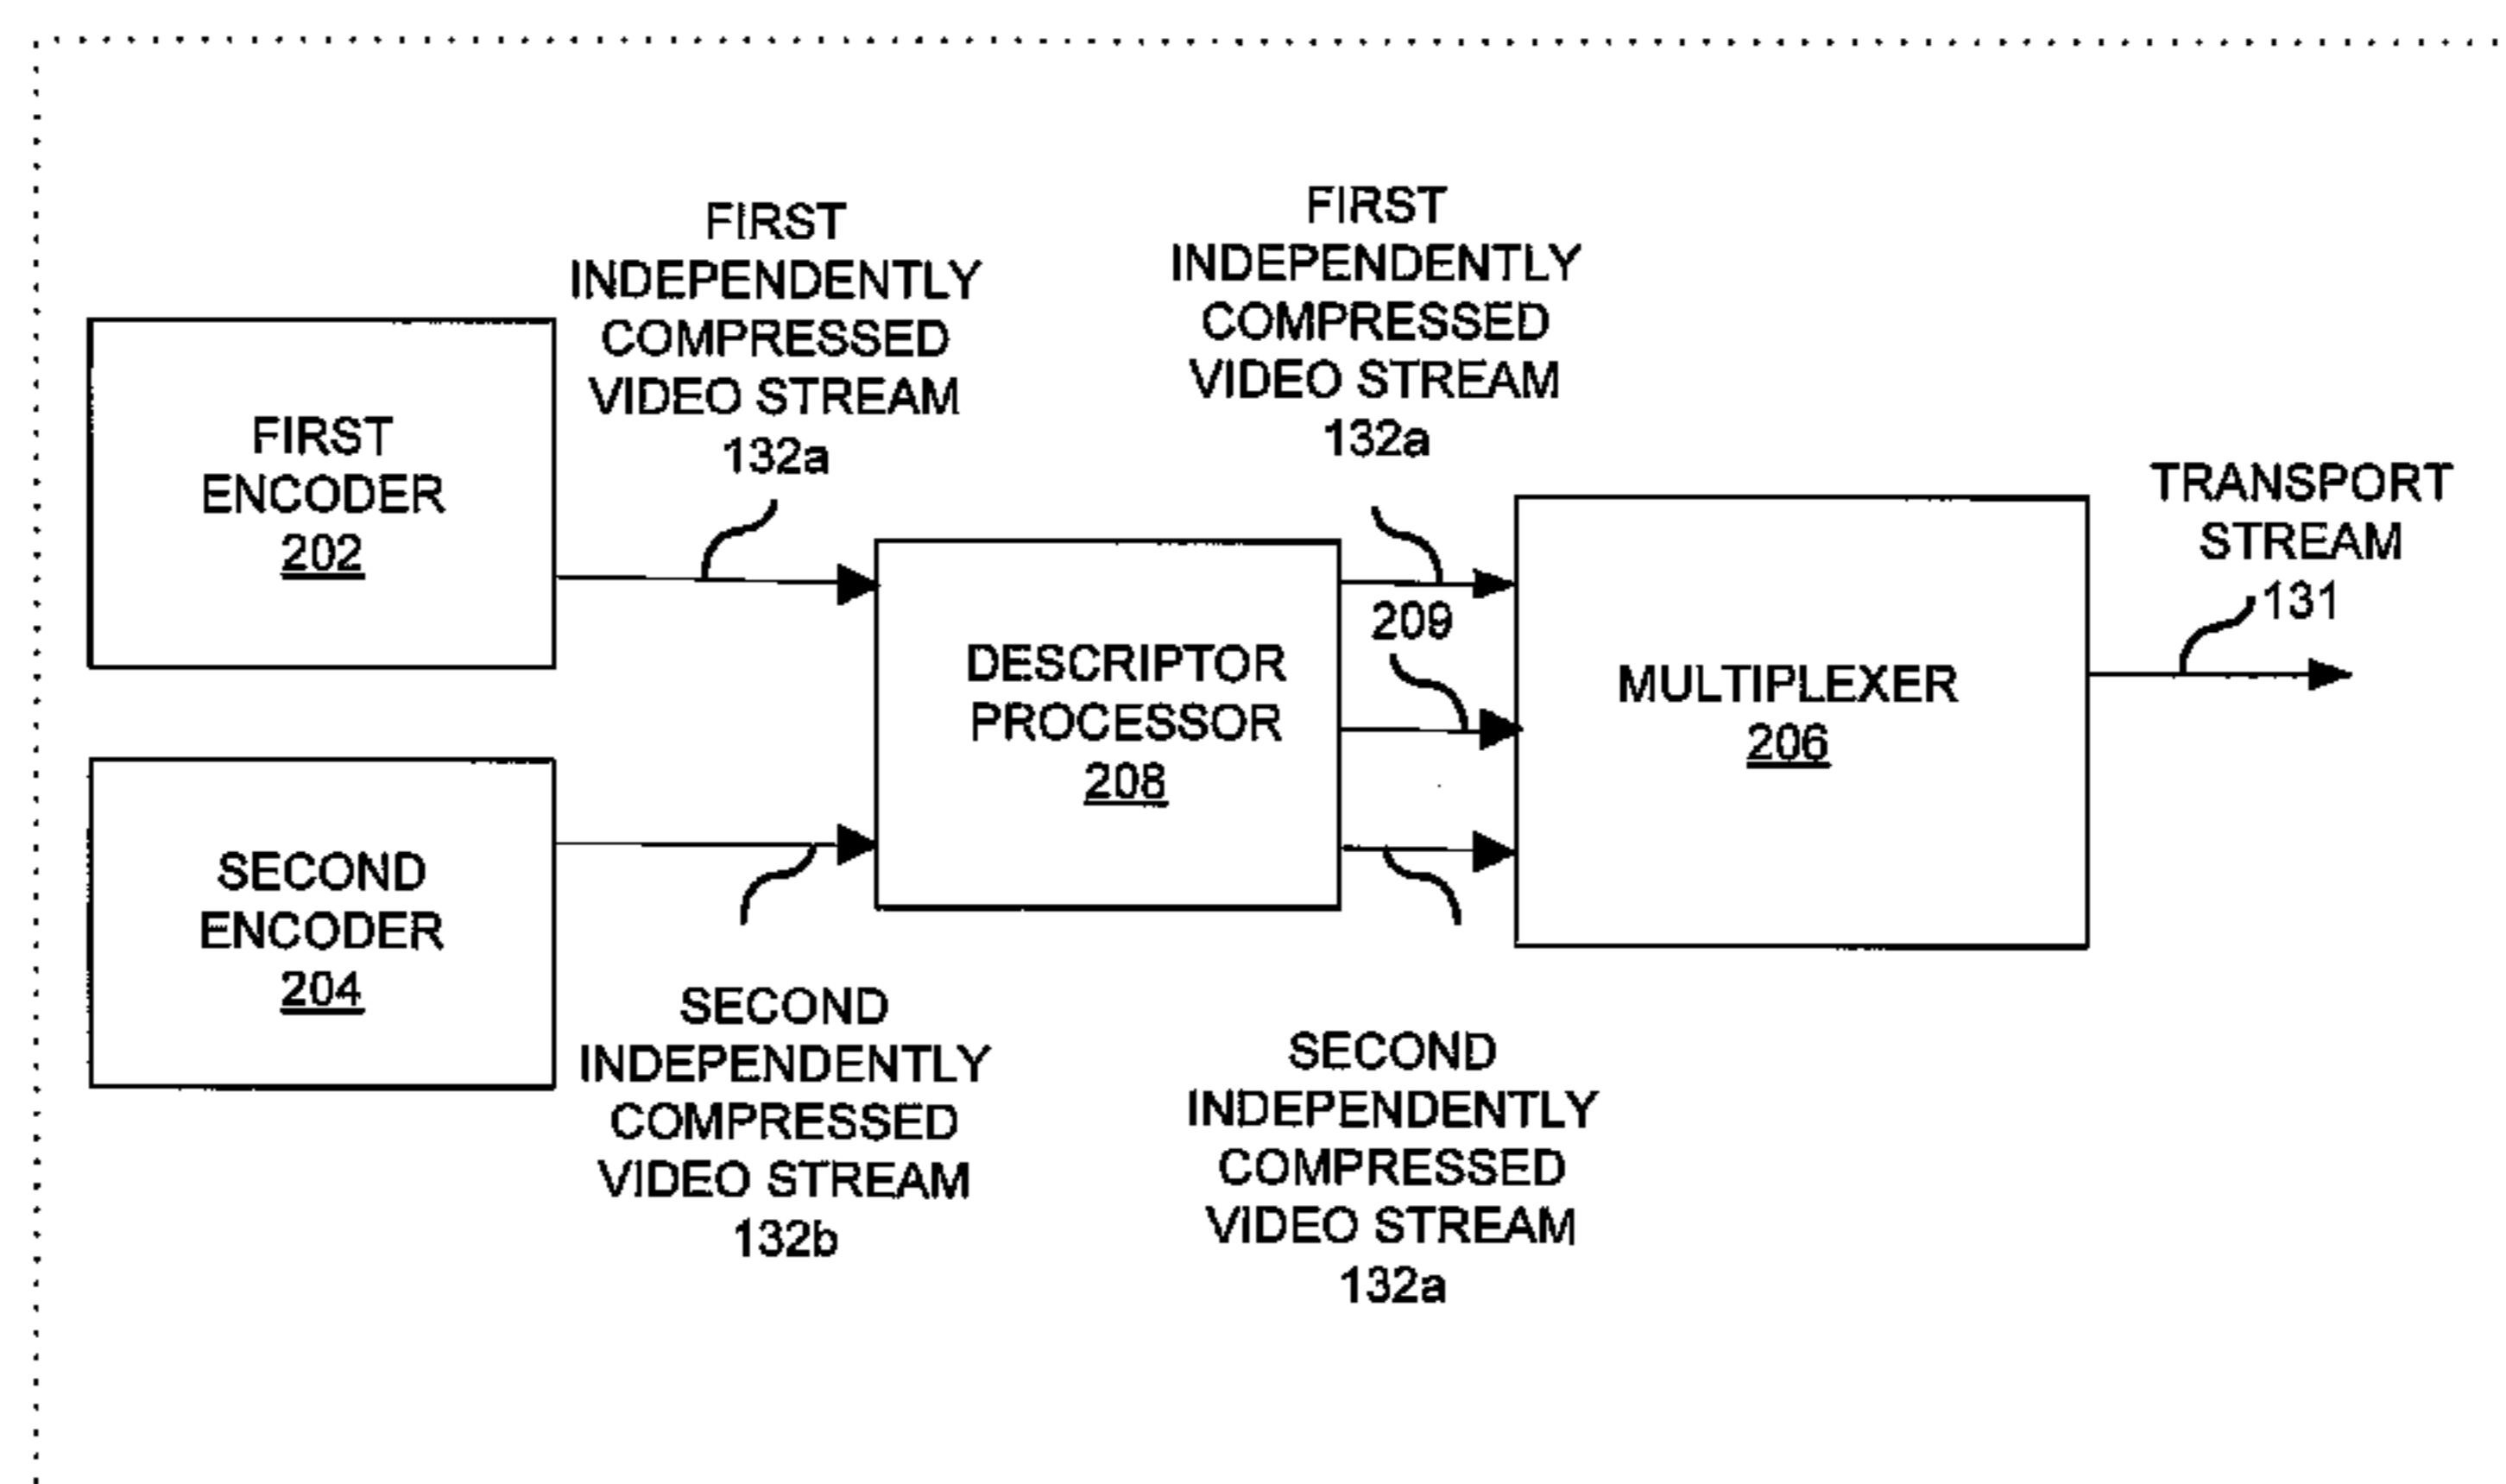 FIRST
ENCODER
202
FIRST
INDEPENDENTLY
COMPRESSED
VIDEO STREAM
132a
FIRST
INDEPENDENTLY
COMPRESSED
VIDEO STREAM
132a
TRANSPORT
STREAM
131
209
DESCRIPTOR
PROCESSOR
208
MULTIPLEXER
206
SECOND
ENCODER
204
SECOND
INDEPENDENTLY
COMPRESSED
VIDEO STREAM
132b
SECOND
INDEPENDENTLY
COMPRESSED
VIDEO STREAM
132a